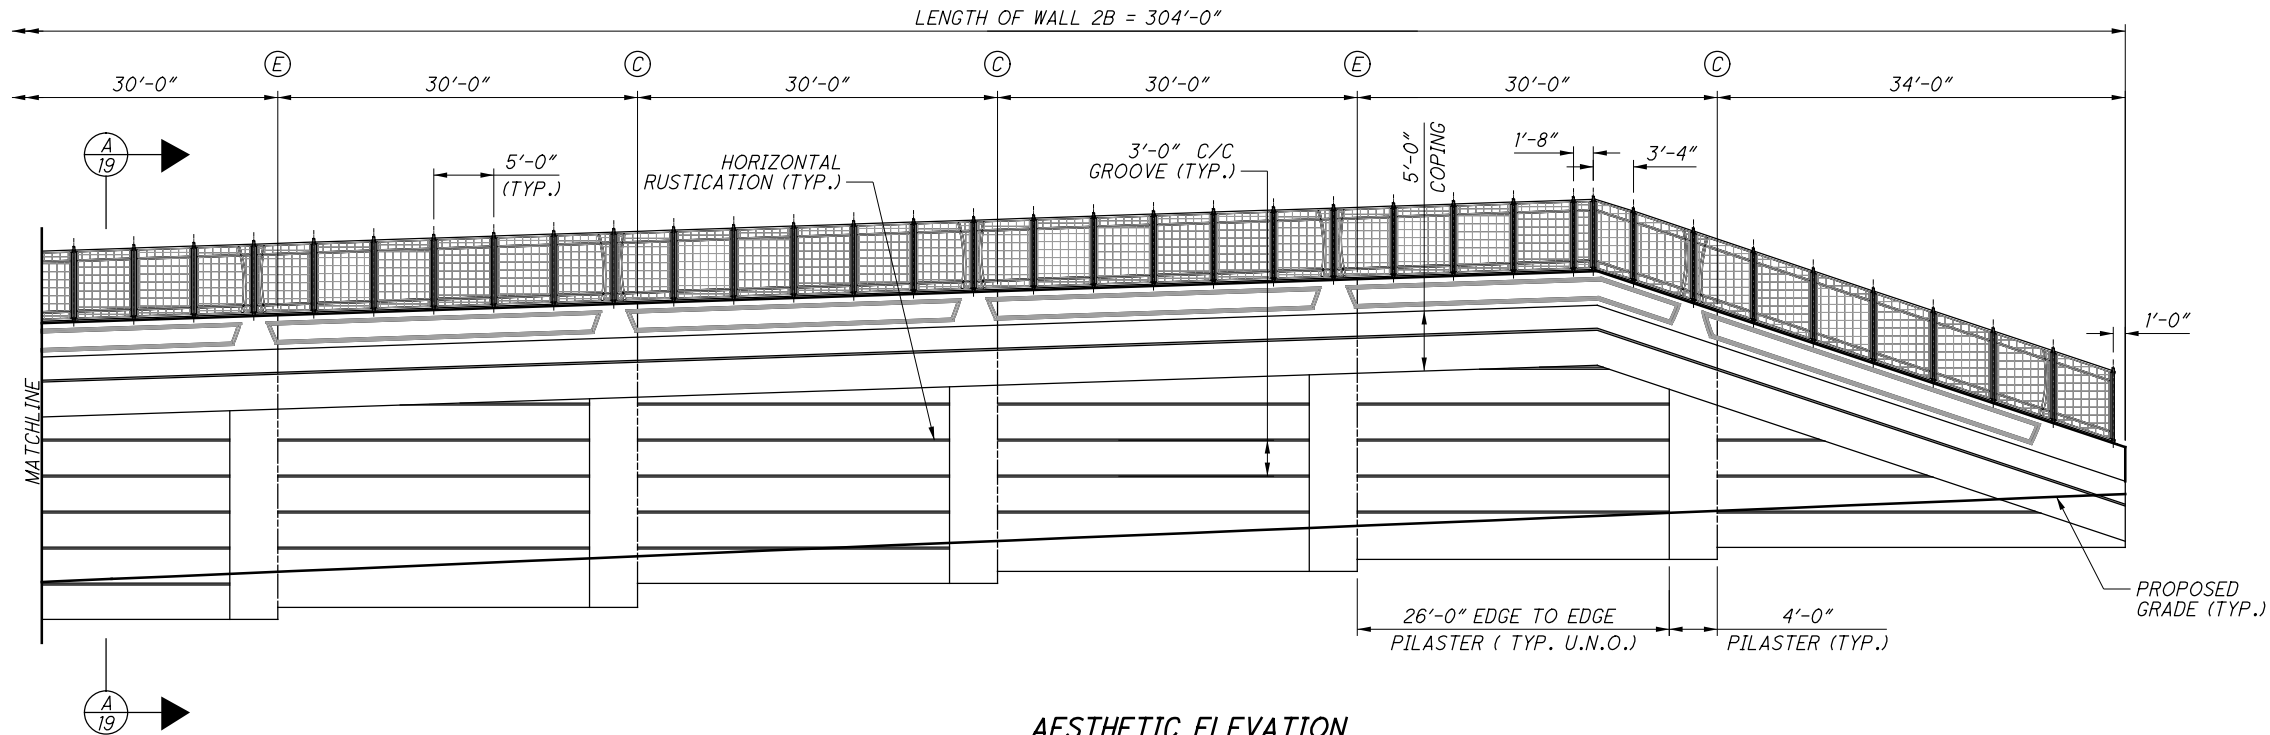 LENGTH OF WALL 2B = 304'-0"
E
C
C
E
C
30'-0"
30'-0"
30'-0"
30'-0"
30'-0"
34'-0"
A
19
5'-0"
(TYP.)
HORIZONTAL
RUSTICATION (TYP.)
3'-0" C/C
GROOVE (TYP.)
5'-0"
COPING
1'-8"
3'-4"
1'-0"
MATCHLINE
PROPOSED
GRADE (TYP.)
26'-0" EDGE TO EDGE
PILASTER ( TYP. U.N.O.)
4'-0"
PILASTER (TYP.)
A
19
AESTHETIC ELEVATION